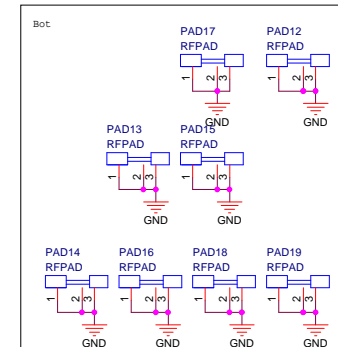 Bot
PAD17 PAD12
RFPAD RFPAD
1 2 3 1 2 3
GND GND
PAD13 PAD15
RFPAD RFPAD
1 2 3 1 2 3
GND GND
PAD14 PAD16 PAD18 PAD19
RFPAD RFPAD RFPAD RFPAD
1 2 3 1 2 3 1 2 3 1 2 3
GND GND GND GND